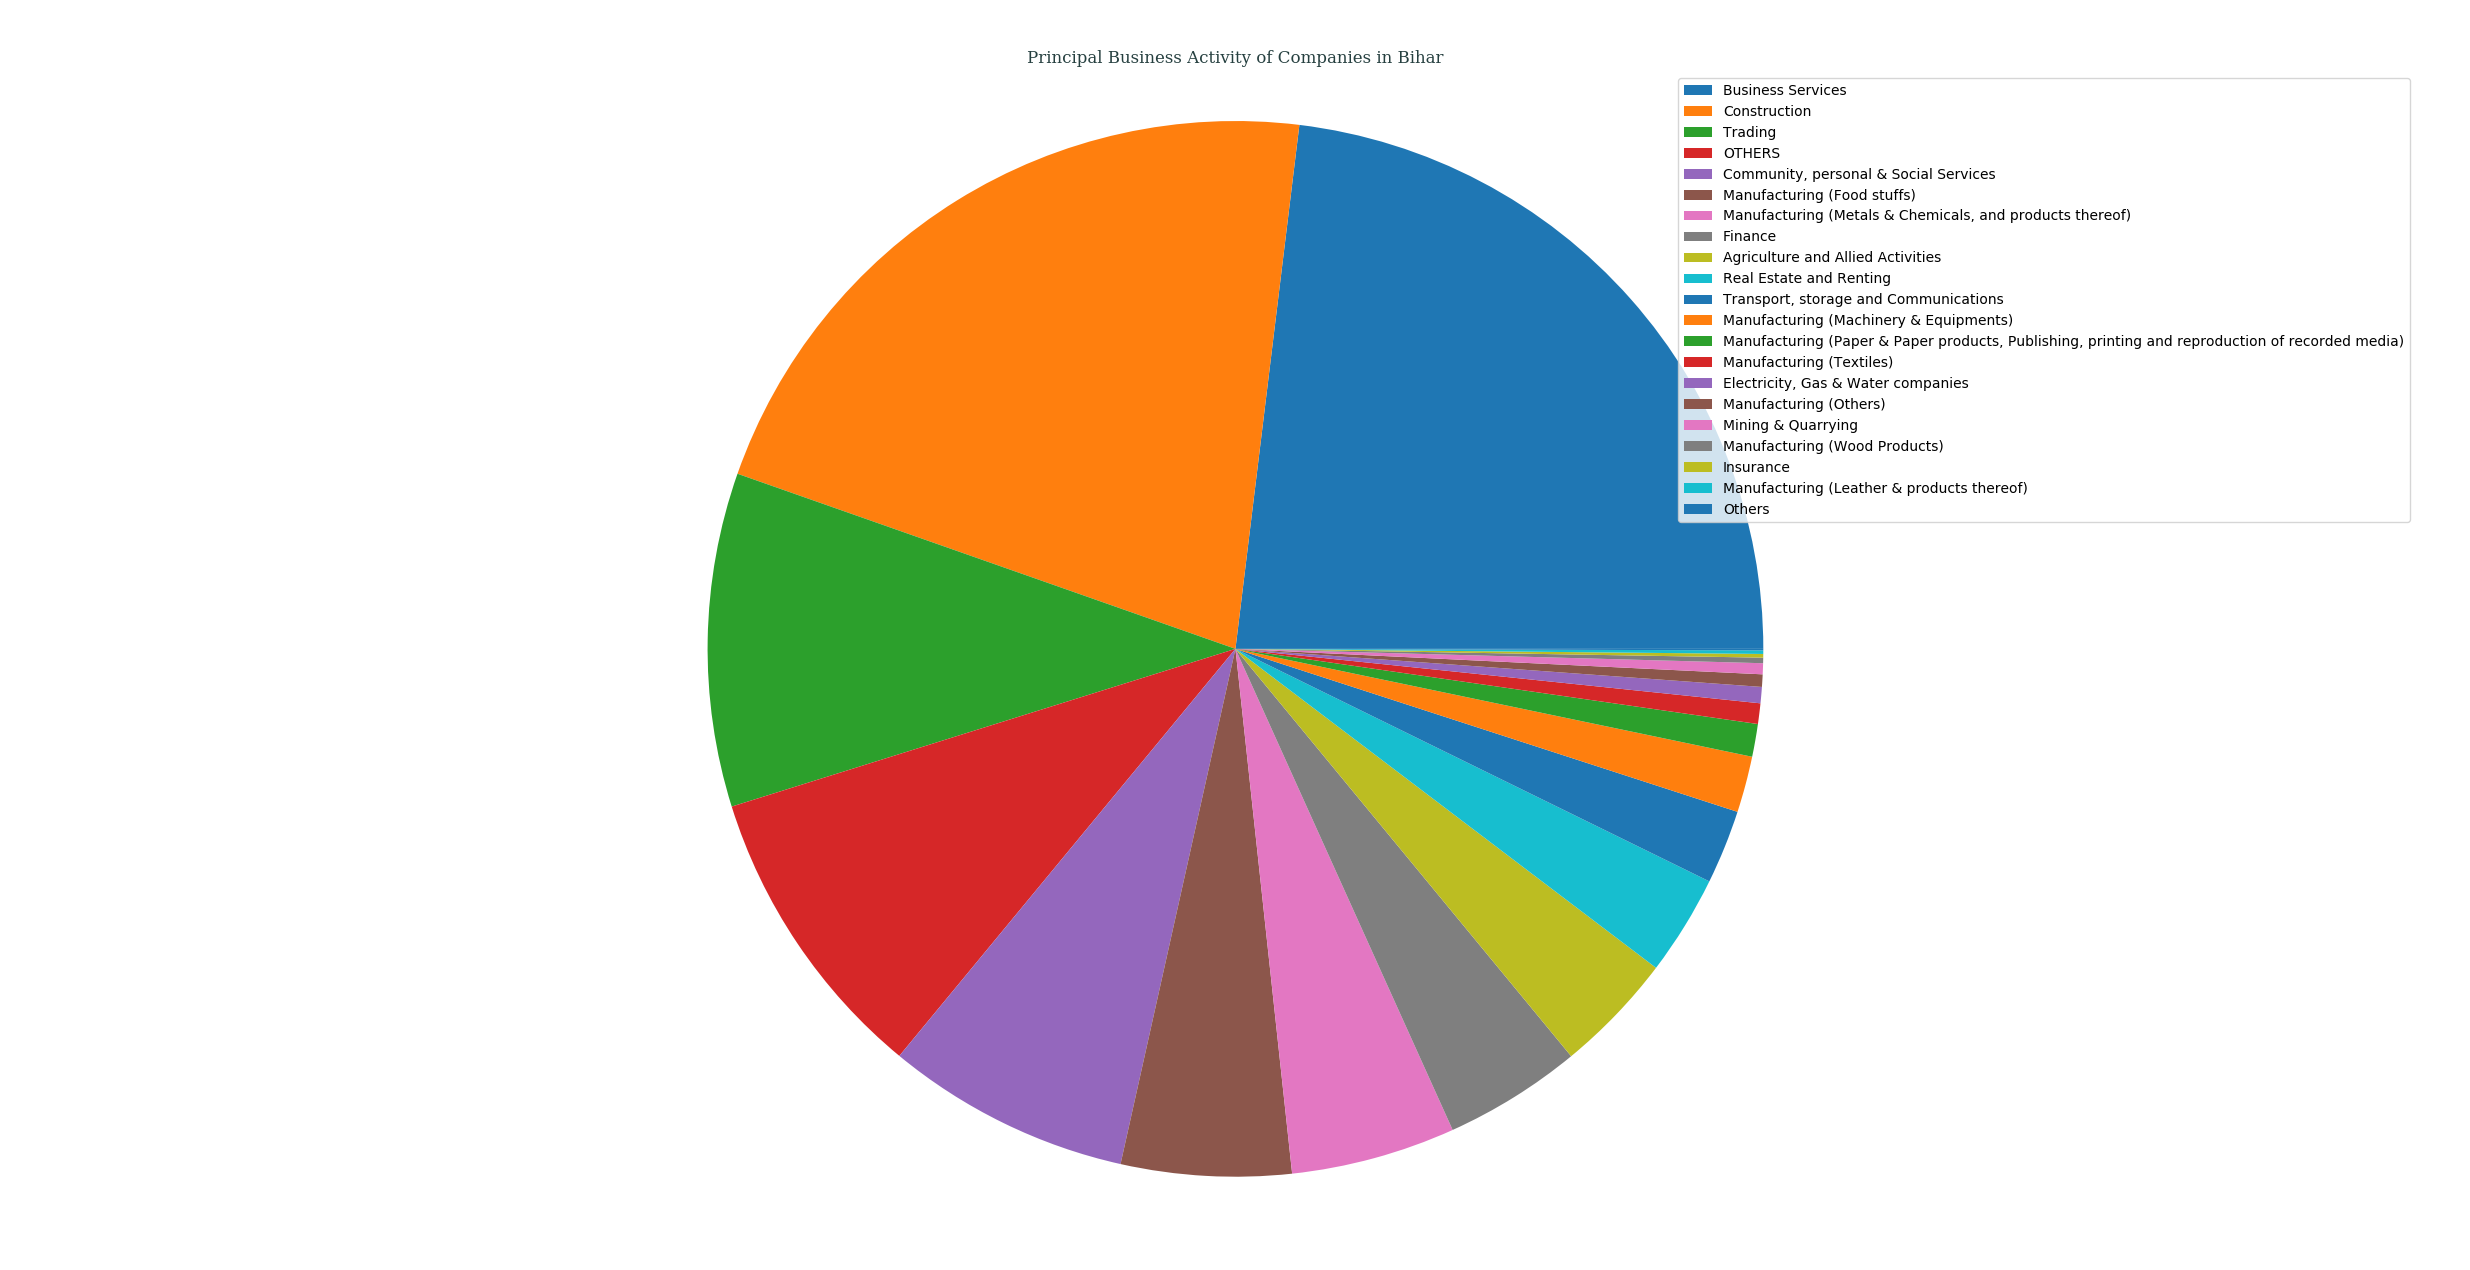 Principal Business Activity of Companies in Bihar
Business Services
Construction
Trading
OTHERS
Community, personal & Social Services
Manufacturing (Food stuffs)
Manufacturing (Metals & Chemicals, and products thereof)
Finance
Agriculture and Allied Activities
Real Estate and Renting
Transport, storage and Communications
Manufacturing (Machinery & Equipments)
Manufacturing (Paper & Paper products, Publishing, printing and reproduction of recorded media)
Manufacturing (Textiles)
Electricity, Gas & Water companies
Manufacturing (Others)
Mining & Quarrying
Manufacturing (Wood Products)
Insurance
Manufacturing (Leather & products thereof)
Others